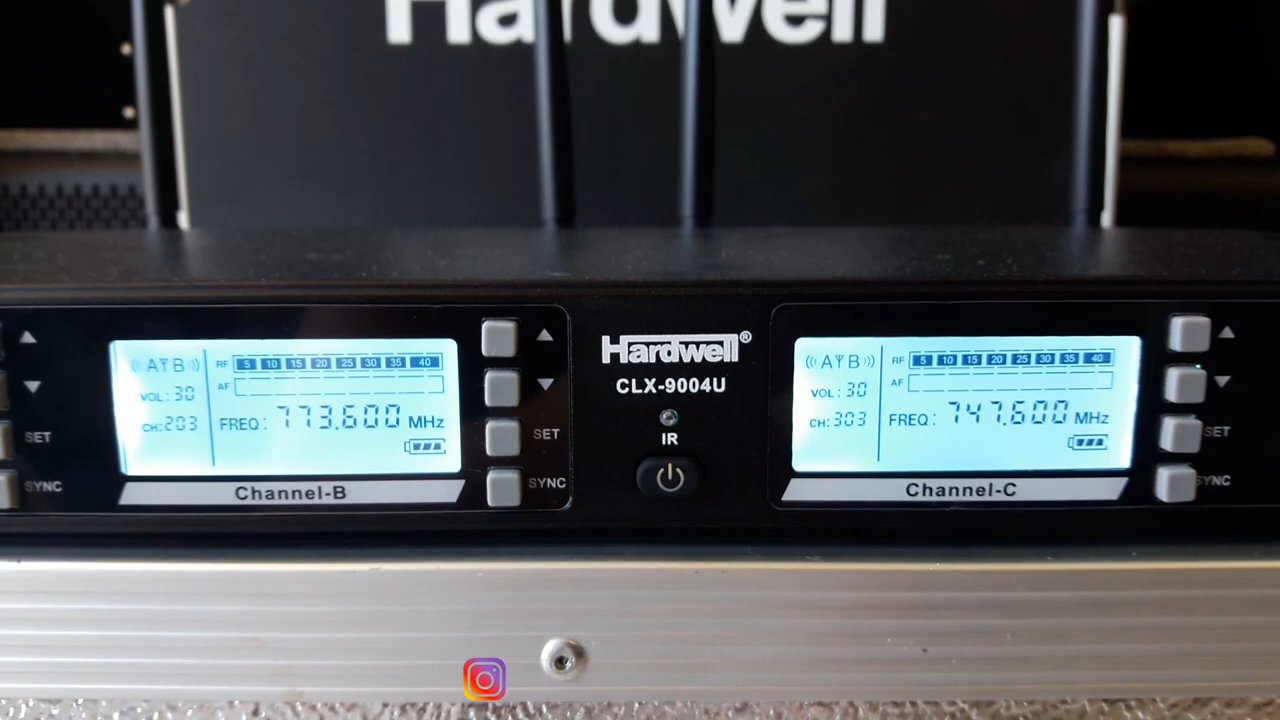 Hardwell
SET
SYNC
A B
RF 5 10 15 20 25 30 35 40
AF
VOL: 30
CH: 203
FREQ: 773.600 MHz
Channel-B
SET
SYNC
Hardwell®
CLX-9004U
IR
A B
RF 5 10 15 20 25 30 35 40
AF
VOL: 30
CH: 303
FREQ: 747.600 MHz
Channel-C
SET
SYNC